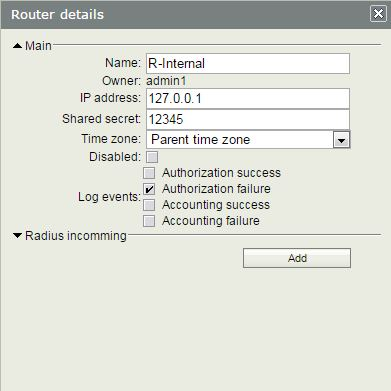 Router details
Main
Name: R-Internal
Owner: admin1
IP address: 127.0.0.1
Shared secret: 12345
Time zone: Parent time zone
Disabled:
Log events:
Authorization success
Authorization failure
Accounting success
Accounting failure
Radius incomming
Add